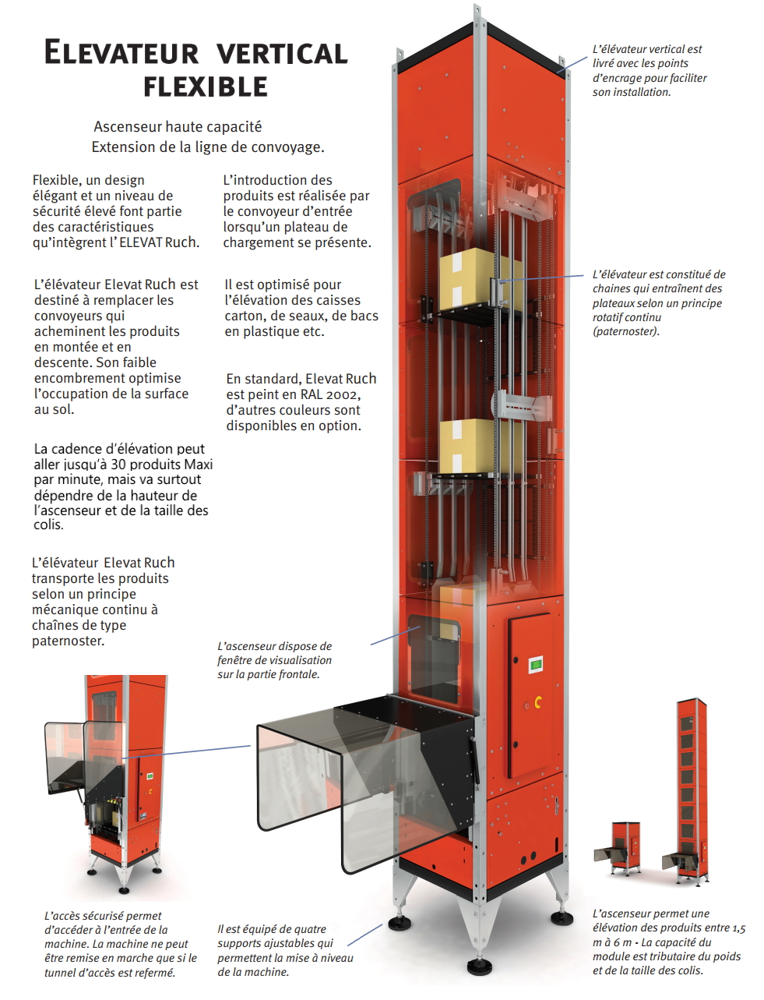 ELEVATEUR VERTICAL
FLEXIBLE
Ascenseur haute capacité
Extension de la ligne de convoyage.
Flexible, un design
élégant et un niveau de
sécurité élevé font partie
des caractéristiques
qu'intègrent l' ELEVAT Ruch.
L'élévateur Elevat Ruch est
destiné à remplacer les
convoyeurs qui
acheminent les produits
en montée et en
descente. Son faible
encombrement optimise
l'occupation de la surface
au sol.
La cadence d'élévation peut
aller jusqu'à 30 produits Maxi
par minute, mais va surtout
dépendre de la hauteur de
l'ascenseur et de la taille des
colis.
L'élévateur Elevat Ruch
transporte les produits
selon un principe
mécanique continu à
chaînes de type
paternoster.
L'introduction des
produits est réalisée par
le convoyeur d'entrée
lorsqu'un plateau de
chargement se présente.
Il est optimisé pour
l'élévation des caisses
carton, de seaux, de bacs
en plastique etc.
En standard, Elevat Ruch
est peint en RAL 2002,
d'autres couleurs sont
disponibles en option.
L'élévateur vertical est
livré avec les points
d'encrage pour faciliter
son installation.
L'élévateur est constitué de
chaines qui entraînent des
plateaux selon un principe
rotatif continu
(paternoster).
L'ascenseur dispose de
fenêtre de visualisation
sur la partie frontale.
L'accès sécurisé permet
d'accéder à l'entrée de la
machine. La machine ne peut
être remise en marche que si le
tunnel d'accès est refermé.
Il est équipé de quatre
supports ajustables qui
permettent la mise à niveau
de la machine.
L'ascenseur permet une
élévation des produits entre 1,5
m à 6 m - La capacité du
module est tributaire du poids
et de la taille des colis.